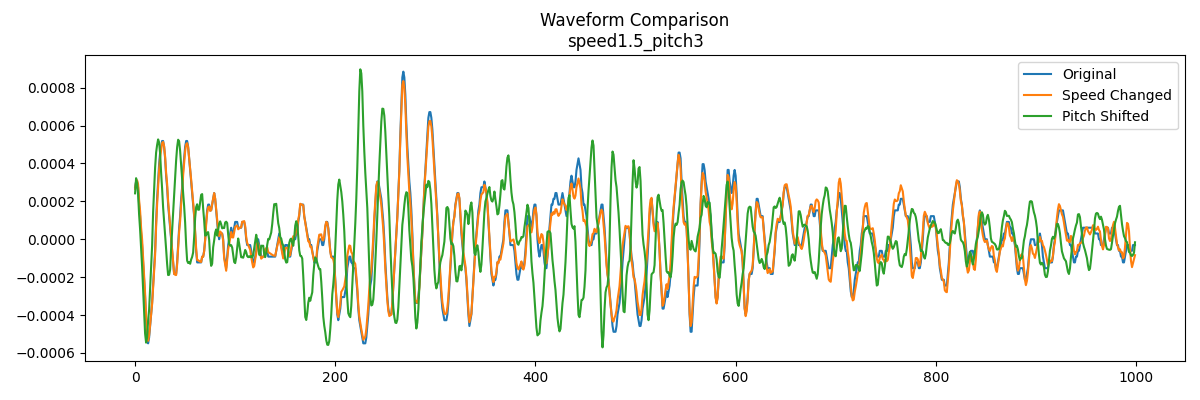 Waveform Comparison
speed1.5_pitch3
Original
Speed Changed
Pitch Shifted
0.0008
0.0006
0.0004
0.0002
0.0000
−0.0002
−0.0004
−0.0006
0
200
400
600
800
1000